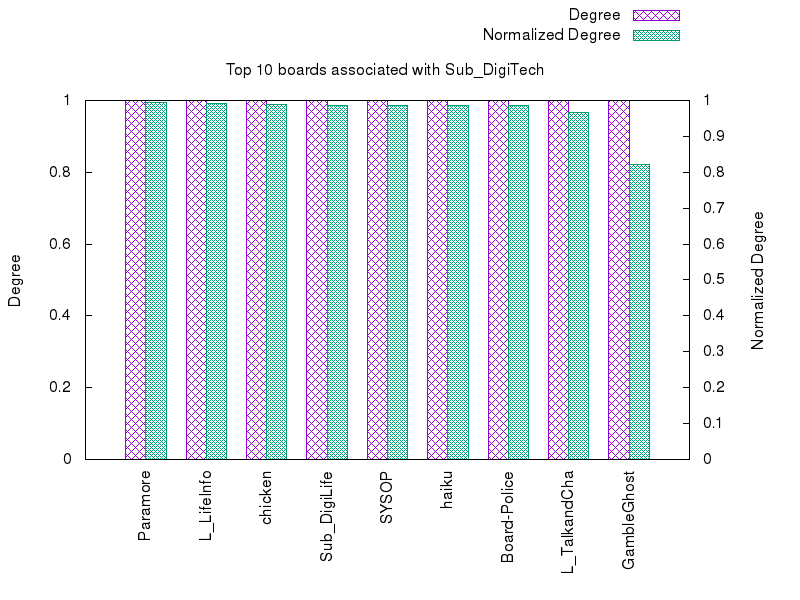 Degree
Normalized Degree
Top 10 boards associated with Sub_DigiTech
1
0.8
0.6
0.4
0.2
0
Degree
1
0.9
0.8
0.7
0.6
0.5
0.4
0.3
0.2
0.1
0
Normalized Degree
Paramore
L_LifeInfo
chicken
Sub_DigiLife
SYSOP
haiku
Board-Police
L_TalkandCha
GambleGhost